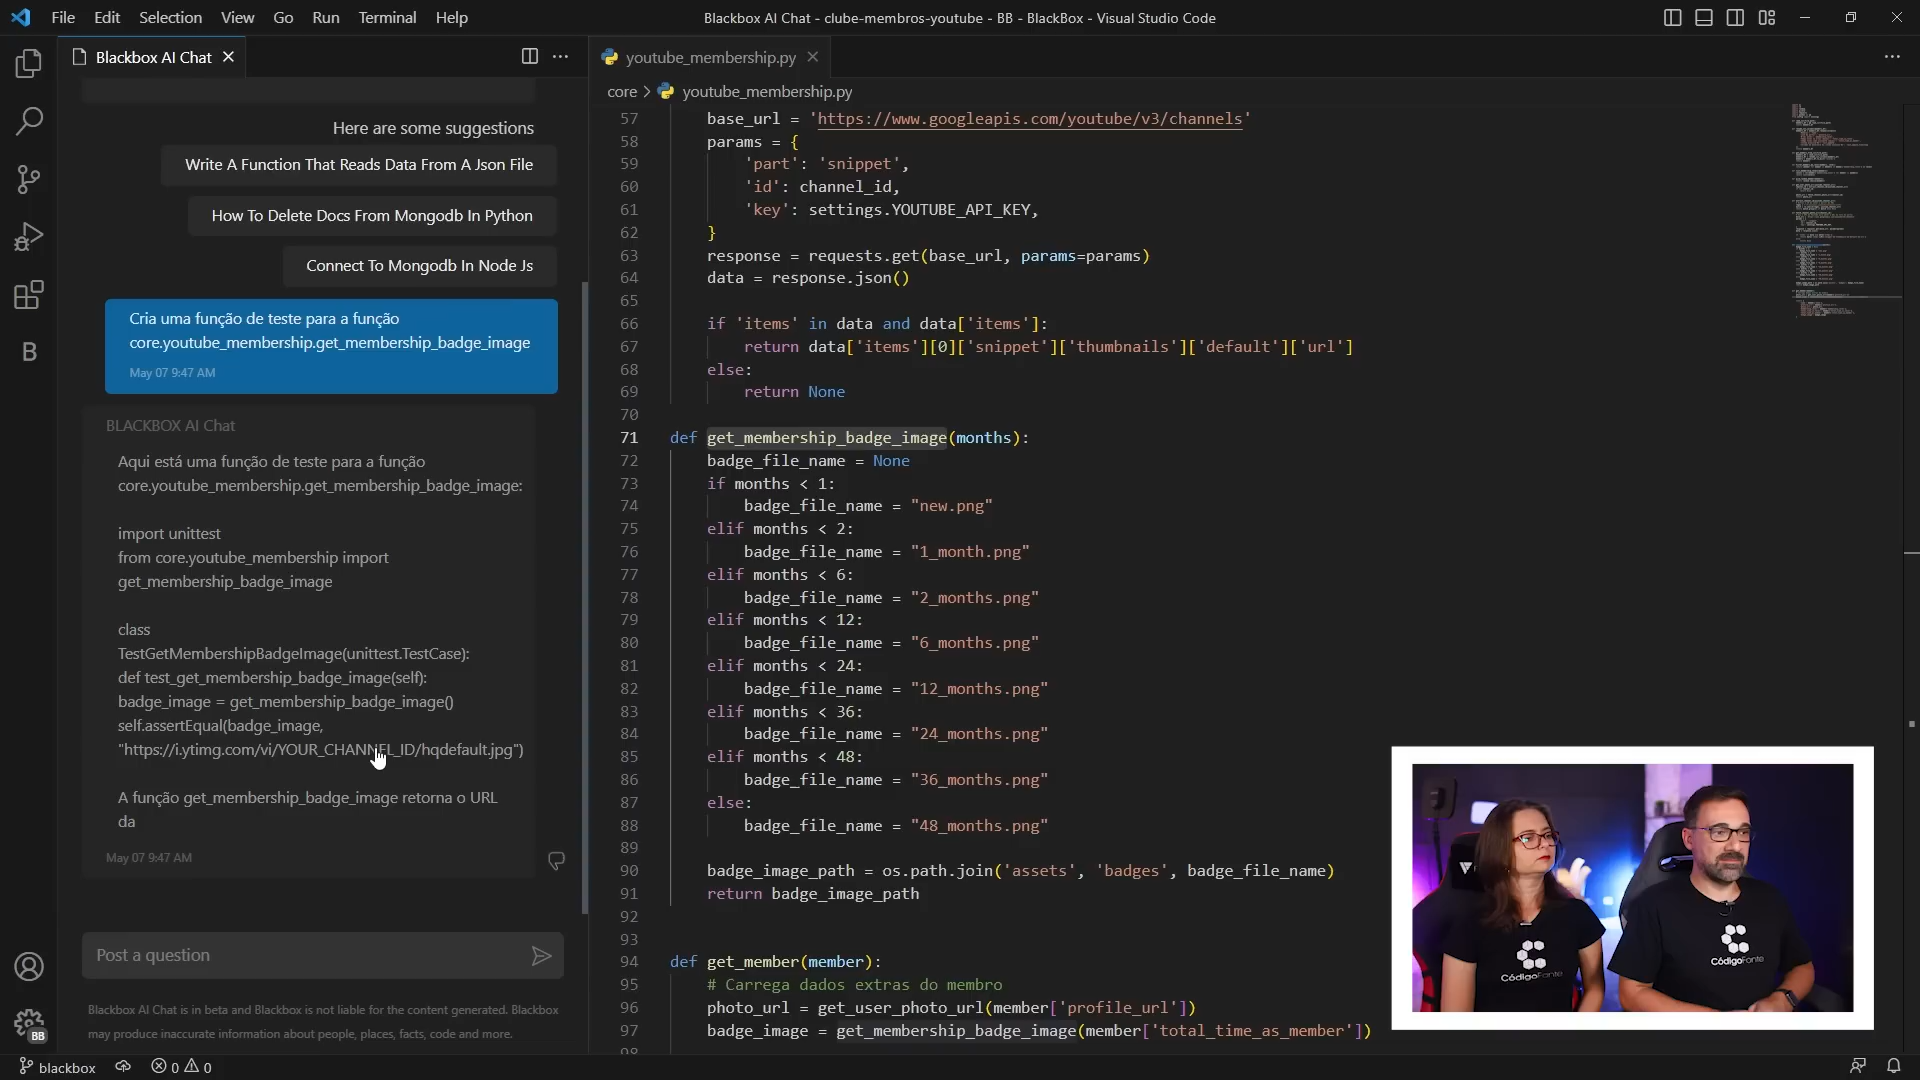 File Edit Selection View Go Run Terminal Help
Blackbox AI Chat - clube-membros-youtube - BB - BlackBox - Visual Studio Code
Blackbox AI Chat
youtube_membership.py
core > youtube_membership.py
Here are some suggestions
Write A Function That Reads Data From A Json File
How To Delete Docs From Mongodb In Python
Connect To Mongodb In Node Js
Cria uma função de teste para a função
core.youtube_membership.get_membership_badge_image
May 07 9:47 AM
BLACKBOX AI Chat
Aqui está uma função de teste para a função
core.youtube_membership.get_membership_badge_image:
import unittest
from core.youtube_membership import
get_membership_badge_image
class
TestGetMembershipBadgeImage(unittest.TestCase):
def test_get_membership_badge_image(self):
badge_image = get_membership_badge_image()
self.assertEqual(badge_image,
"https://i.ytimg.com/vi/YOUR_CHANNEL_ID/hqdefault.jpg")
A função get_membership_badge_image retorna o URL
da
May 07 9:47 AM
Post a question
Blackbox AI Chat is in beta and Blackbox is not liable for the content generated. Blackbox
may produce inaccurate information about people, places, facts, code and more.
B
BB
57 base_url = 'https://www.googleapis.com/youtube/v3/channels'
58 params = {
59 'part': 'snippet',
60 'id': channel_id,
61 'key': settings.YOUTUBE_API_KEY,
62 }
63 response = requests.get(base_url, params=params)
64 data = response.json()
65
66 if 'items' in data and data['items']:
67 return data['items'][0]['snippet']['thumbnails']['default']['url']
68 else:
69 return None
70
71 def get_membership_badge_image(months):
72 badge_file_name = None
73 if months < 1:
74 badge_file_name = "new.png"
75 elif months < 2:
76 badge_file_name = "1_month.png"
77 elif months < 6:
78 badge_file_name = "2_months.png"
79 elif months < 12:
80 badge_file_name = "6_months.png"
81 elif months < 24:
82 badge_file_name = "12_months.png"
83 elif months < 36:
84 badge_file_name = "24_months.png"
85 elif months < 48:
86 badge_file_name = "36_months.png"
87 else:
88 badge_file_name = "48_months.png"
89
90 badge_image_path = os.path.join('assets', 'badges', badge_file_name)
91 return badge_image_path
92
93
94 def get_member(member):
95 # Carrega dados extras do membro
96 photo_url = get_user_photo_url(member['profile_url'])
97 badge_image = get_membership_badge_image(member['total_time_as_member'])
98
CódigoFonte
CódigoFonte
blackbox 0 0